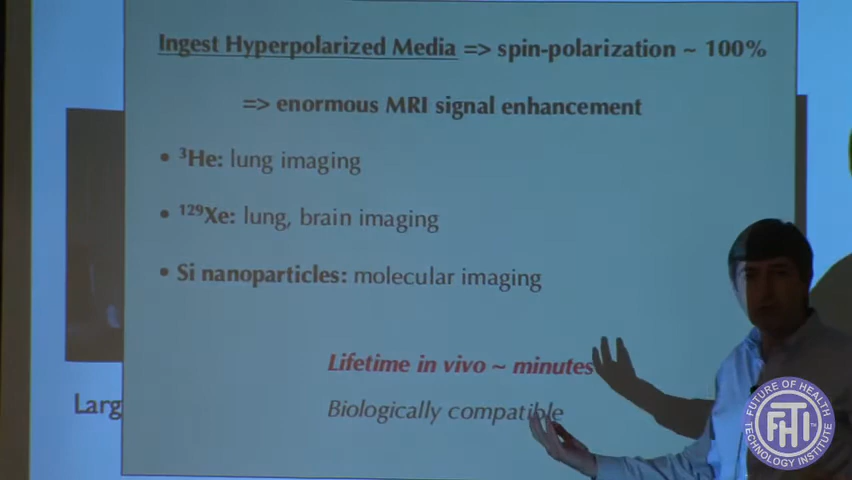 Ingest Hyperpolarized Media => spin-polarization ~ 100%
=> enormous MRI signal enhancement
• ³He: lung imaging
• ¹²⁹Xe: lung, brain imaging
• Si nanoparticles: molecular imaging
Lifetime in vivo ~ minutes
Biologically compatible
Larg
FUTURE OF HEALTH
FHTI
TECHNOLOGY INSTITUTE